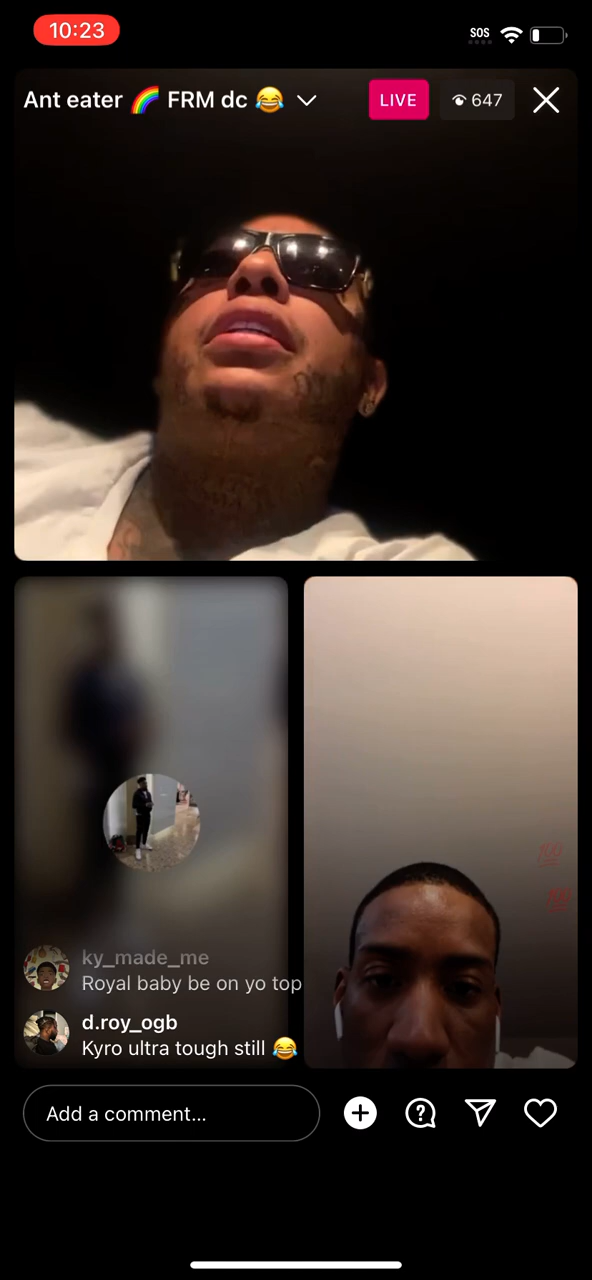 10:23
SOS
Ant eater 🌈 FRM dc 😂
LIVE
647
💯
💯
ky_made_me
Royal baby be on yo top
d.roy_ogb
Kyro ultra tough still 😂
Add a comment...